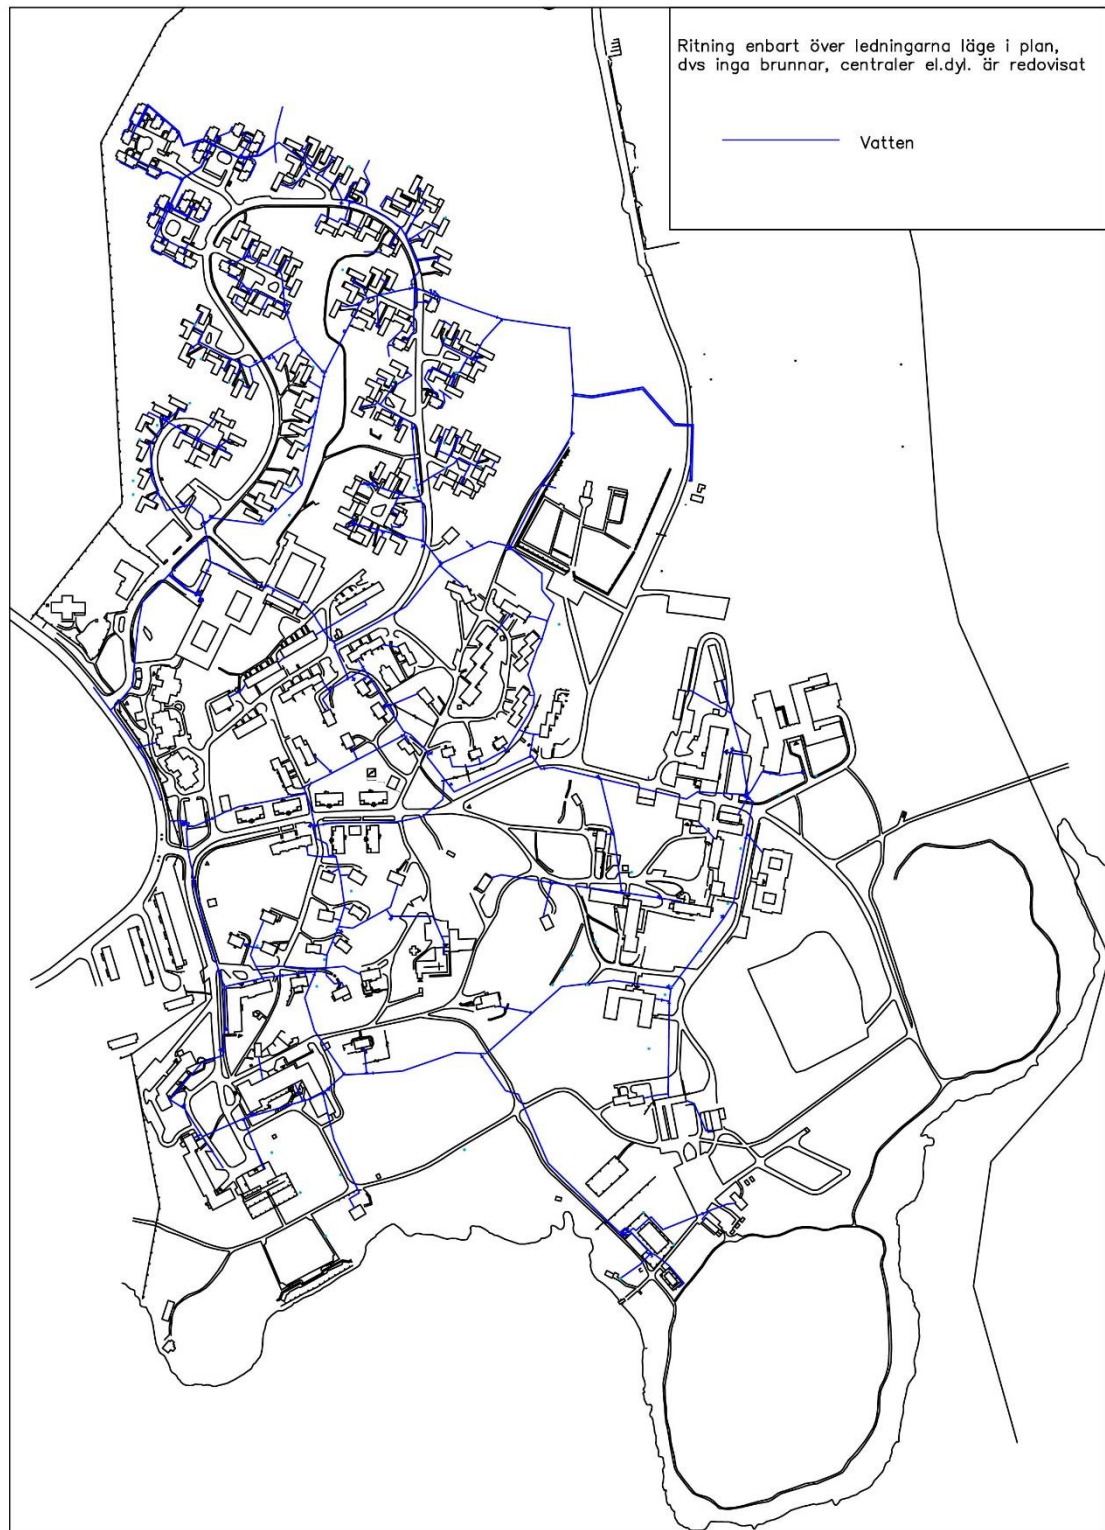 Ritning enbart över ledningarna läge i plan,
dvs inga brunnar, centraler el.dyl. är redovisat
Vatten